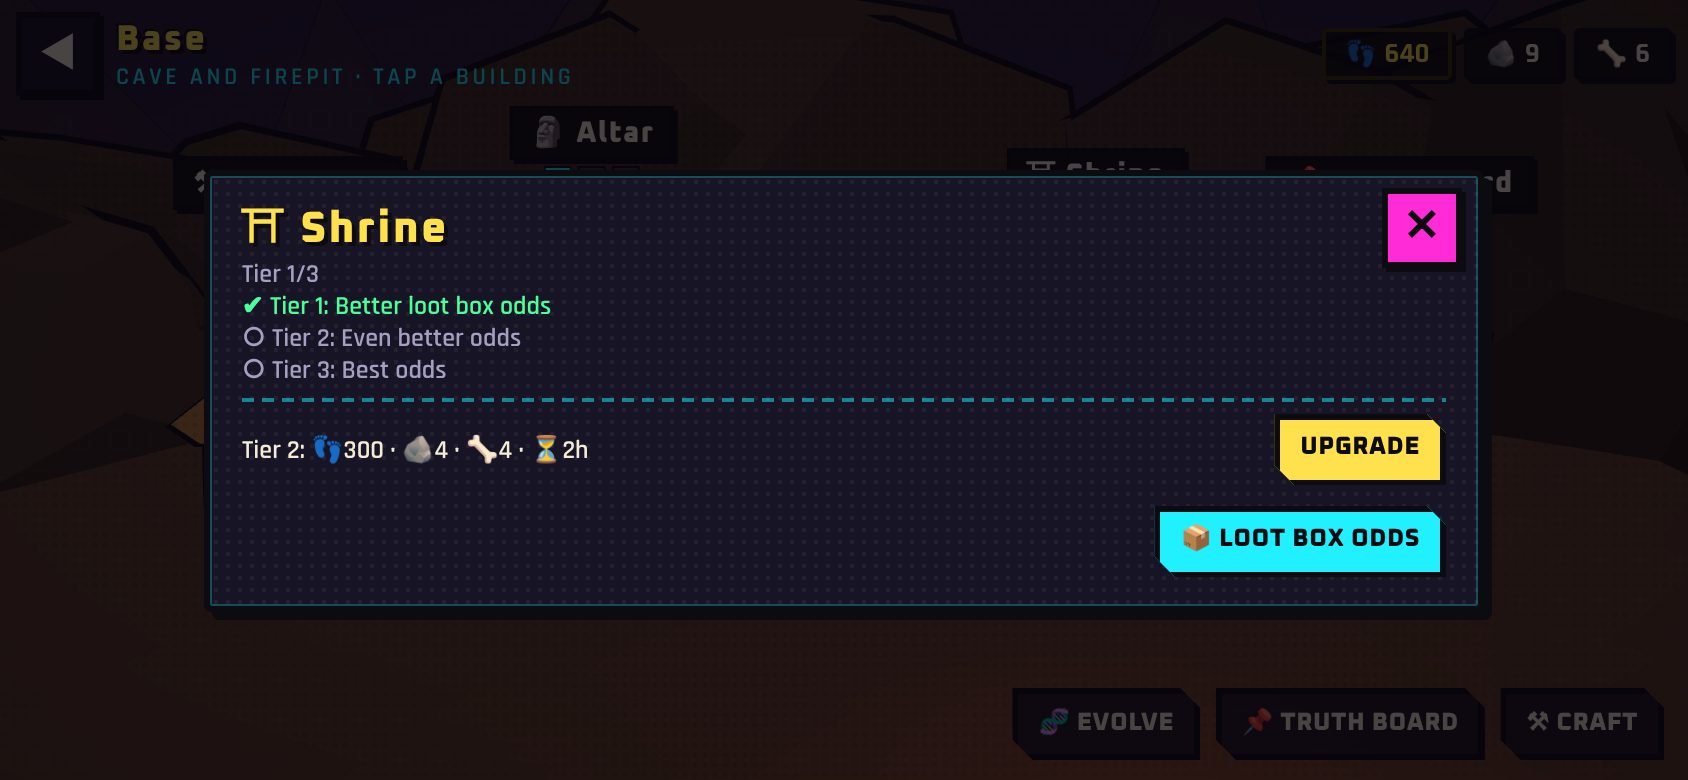 Base
CAVE AND FIREPIT · TAP A BUILDING
640
9
6
Altar
Shrine
Shrine
Tier 1/3
✔ Tier 1: Better loot box odds
Tier 2: Even better odds
Tier 3: Best odds
Tier 2: 300 · 4 · 4 · 2h
UPGRADE
LOOT BOX ODDS
EVOLVE
TRUTH BOARD
CRAFT